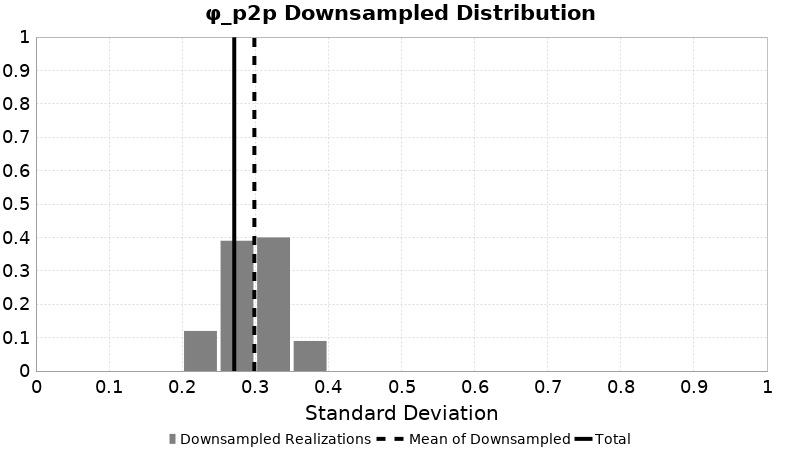 φ_p2p Downsampled Distribution
1
0.9
0.8
0.7
0.6
0.5
0.4
0.3
0.2
0.1
0
0 0.1 0.2 0.3 0.4 0.5 0.6 0.7 0.8 0.9 1
Standard Deviation
Downsampled Realizations Mean of Downsampled Total